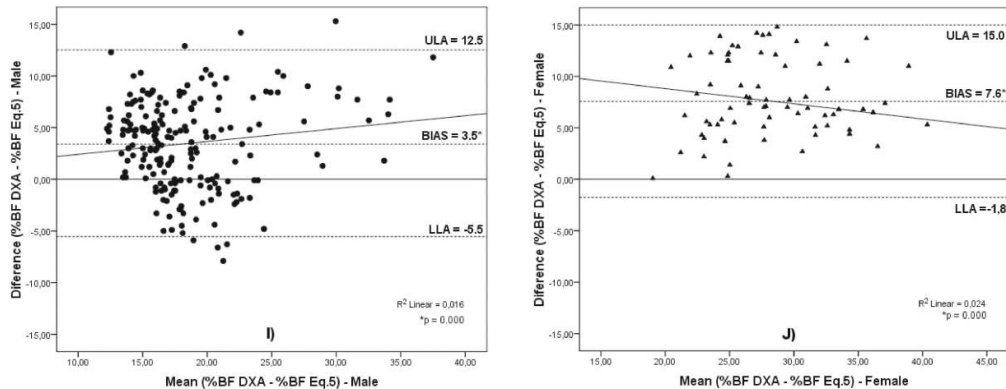 15,00
10,00
5,00
0,00
-5,00
-10,00
-15,00
Diference (%BF DXA - %BF Eq.5) - Male
ULA = 12.5
BIAS = 3.5*
LLA = -5.5
R² Linear = 0,016
*p = 0.000
I)
10,00 15,00 20,00 25,00 30,00 35,00 40,00
Mean (%BF DXA - %BF Eq.5) - Male
15,00
10,00
5,00
0,00
-5,00
-10,00
-15,00
Diference (%BF DXA - %BF Eq,5) - Female
ULA = 15.0
BIAS = 7.6*
LLA = -1.8
R² Linear = 0,024
*p = 0.000
J)
15,00 20,00 25,00 30,00 35,00 40,00 45,00
Mean (%BF DXA - %BF Eq.5) - Female